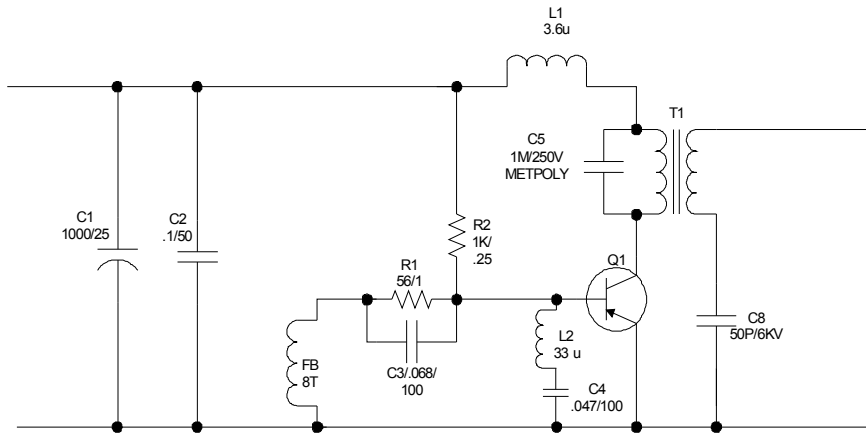 L1
3.6u
T1
C5
1M/250V
METPOLY
C1
1000/25
C2
.1/50
R2
1K/
.25
R1
56/1
Q1
C8
50P/6KV
L2
33 u
FB
8T
C3/.068/
100
C4
.047/100